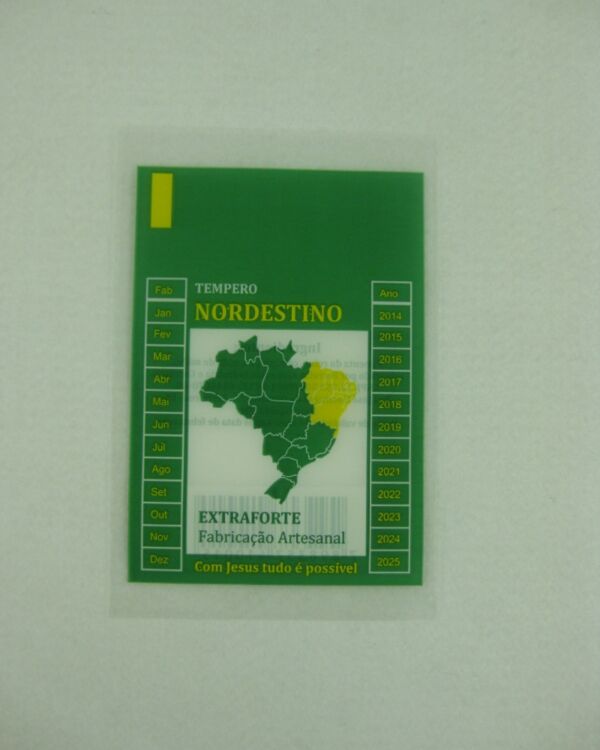 TEMPERO
NORDESTINO
Fab
Jan
Fev
Mar
Abr
Mai
Jun
Jul
Ago
Set
Out
Nov
Dez
Ano
2014
2015
2016
2017
2018
2019
2020
2021
2022
2023
2024
2025
EXTRAFORTE
Fabricação Artesanal
Com Jesus tudo é possível